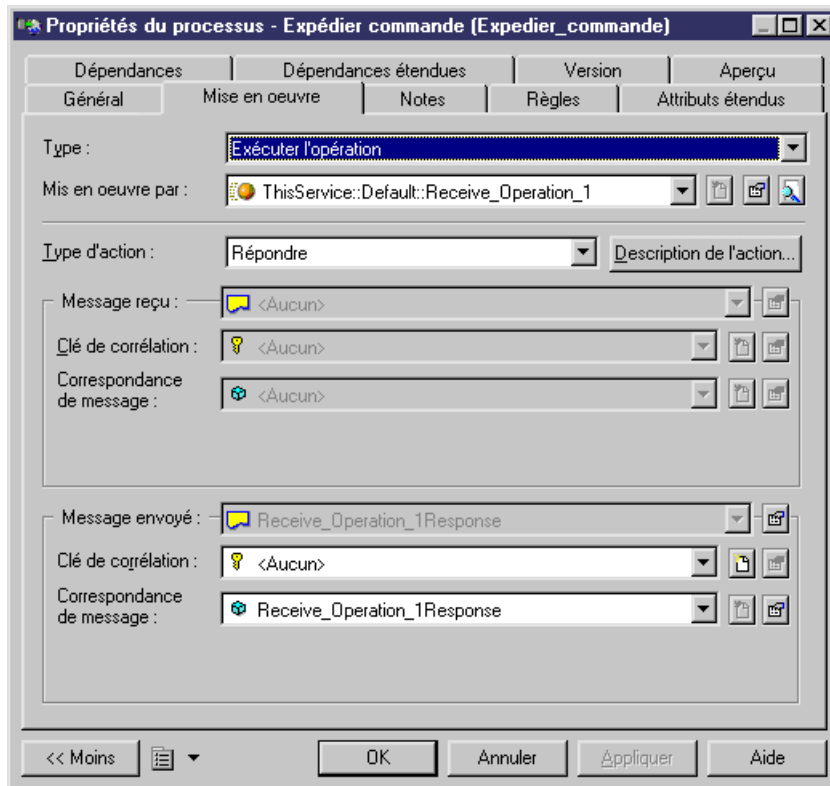 Propriétés du processus - Expédier commande (Expedier_commande)
Dépendances Dépendances étendues Version Aperçu
Général Mise en oeuvre Notes Règles Attributs étendus
Type : Exécuter l'opération
Mis en oeuvre par : ThisService::Default::Receive_Operation_1
Type d'action : Répondre Description de l'action...
Message reçu : <Aucun>
Clé de corrélation : <Aucun>
Correspondance
de message : <Aucun>
Message envoyé : Receive_Operation_1Response
Clé de corrélation : <Aucun>
Correspondance
de message : Receive_Operation_1Response
<< Moins OK Annuler Appliquer Aide